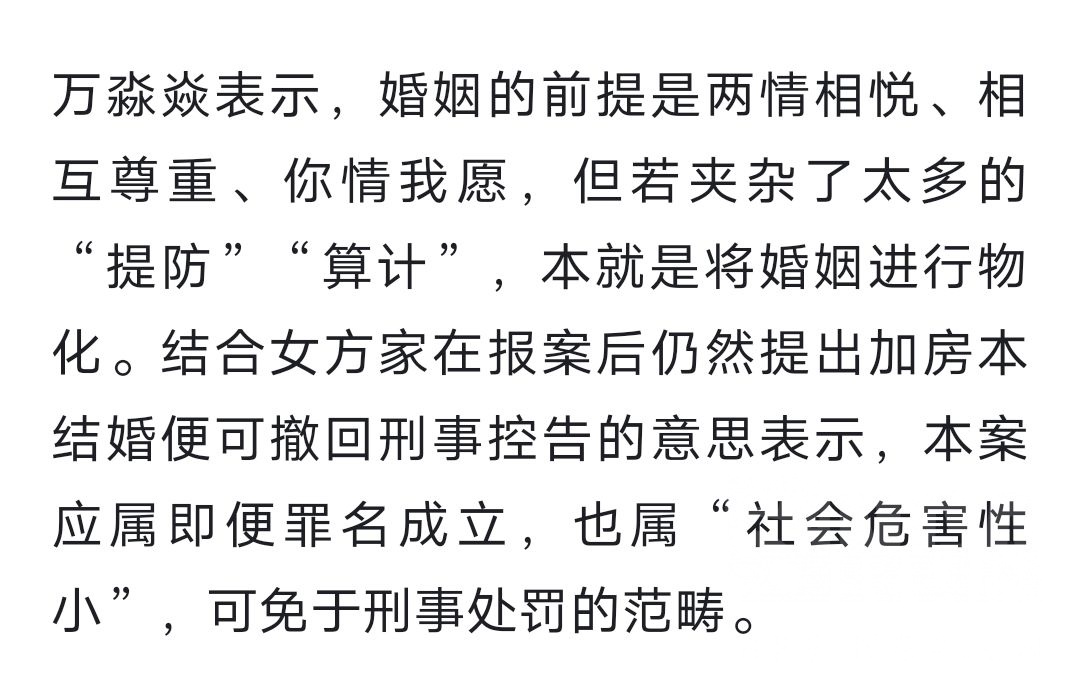 万淼焱表示，婚姻的前提是两情相悦、相
互尊重、你情我愿，但若夹杂了太多的
“提防”“算计”，本就是将婚姻进行物
化。结合女方家在报案后仍然提出加房本
结婚便可撤回刑事控告的意思表示，本案
应属即便罪名成立，也属“社会危害性
小”，可免于刑事处罚的范畴。